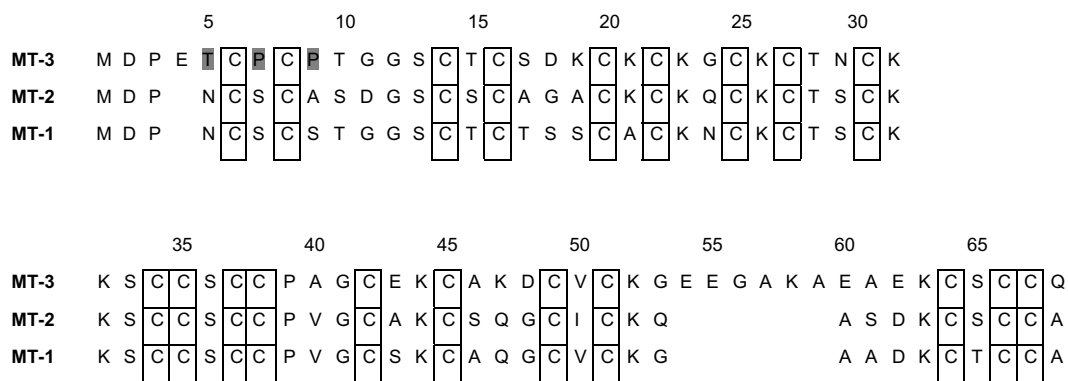 5 10 15 20 25 30
MT-3 M D P E T C P C P T G G S C T C S D K C K C K G C K C T N C K
MT-2 M D P N C S C A S D G S C S C A G A C K C K Q C K C T S C K
MT-1 M D P N C S C S T G G S C T C T S S C A C K N C K C T S C K
35 40 45 50 55 60 65
MT-3 K S C C S C C P A G C E K C A K D C V C K G E E G A K A E A E K C S C C Q
MT-2 K S C C S C C P V G C A K C S Q G C I C K Q A S D K C S C C A
MT-1 K S C C S C C P V G C S K C A Q G C V C K G A A D K C T C C A